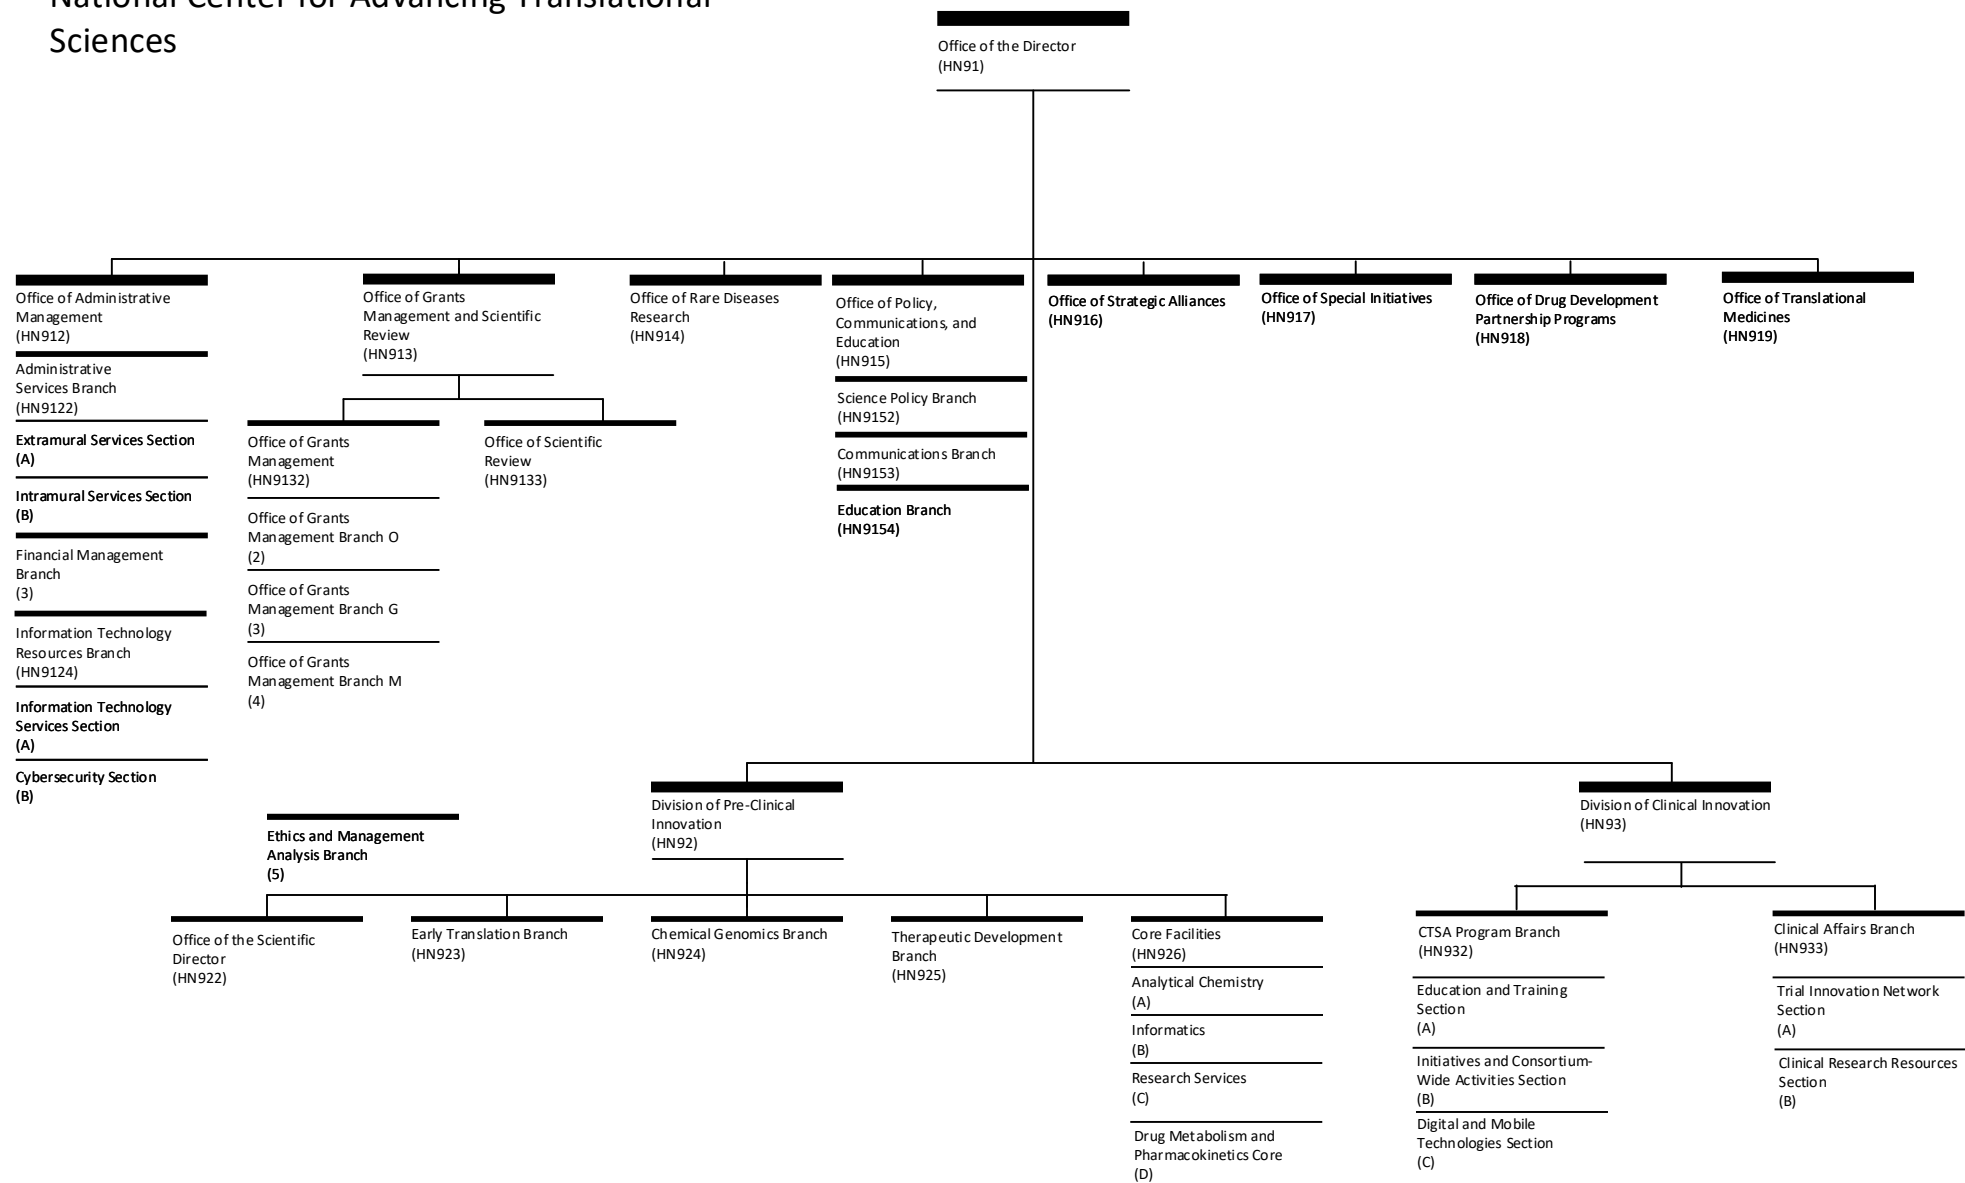 National Center for Advancing Translational
Sciences
Office of the Director
(HN91)
Office of Administrative
Management
(HN912)
Administrative
Services Branch
(HN9122)
Extramural Services Section
(A)
Intramural Services Section
(B)
Financial Management
Branch
(3)
Information Technology
Resources Branch
(HN9124)
Information Technology
Services Section
(A)
Cybersecurity Section
(B)
Office of Grants
Management and Scientific
Review
(HN913)
Office of Grants
Management
(HN9132)
Office of Grants
Management Branch O
(2)
Office of Grants
Management Branch G
(3)
Office of Grants
Management Branch M
(4)
Office of Scientific
Review
(HN9133)
Office of Rare Diseases
Research
(HN914)
Office of Policy,
Communications, and
Education
(HN915)
Science Policy Branch
(HN9152)
Communications Branch
(HN9153)
Education Branch
(HN9154)
Office of Strategic Alliances
(HN916)
Office of Special Initiatives
(HN917)
Office of Drug Development
Partnership Programs
(HN918)
Office of Translational
Medicines
(HN919)
Ethics and Management
Analysis Branch
(5)
Division of Pre-Clinical
Innovation
(HN92)
Office of the Scientific
Director
(HN922)
Early Translation Branch
(HN923)
Chemical Genomics Branch
(HN924)
Therapeutic Development
Branch
(HN925)
Core Facilities
(HN926)
Analytical Chemistry
(A)
Informatics
(B)
Research Services
(C)
Drug Metabolism and
Pharmacokinetics Core
(D)
Division of Clinical Innovation
(HN93)
CTSA Program Branch
(HN932)
Education and Training
Section
(A)
Initiatives and Consortium-
Wide Activities Section
(B)
Digital and Mobile
Technologies Section
(C)
Clinical Affairs Branch
(HN933)
Trial Innovation Network
Section
(A)
Clinical Research Resources
Section
(B)